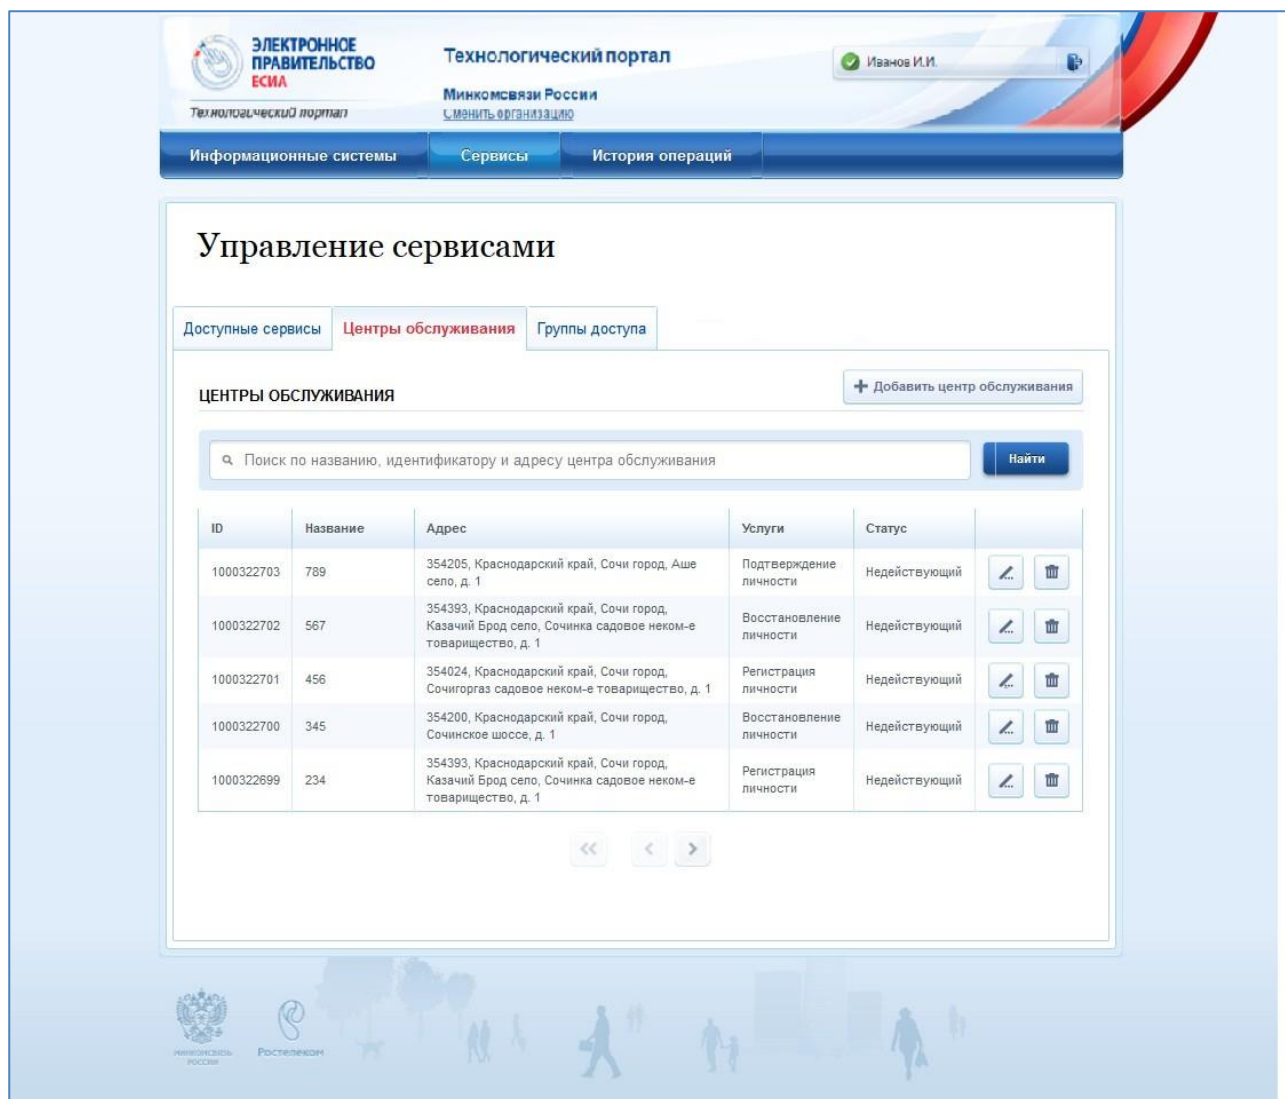 ЭЛЕКТРОННОЕ
ПРАВИТЕЛЬСТВО
ЕСИА
Технологический портал
Технологический портал
Минкомсвязи России
Сменить организацию
Иванов И.И.
Информационные системы Сервисы История операций
Управление сервисами
Доступные сервисы Центры обслуживания Группы доступа
ЦЕНТРЫ ОБСЛУЖИВАНИЯ
Добавить центр обслуживания
Поиск по названию, идентификатору и адресу центра обслуживания
Найти
ID Название Адрес Услуги Статус
1000322703 789 354205, Краснодарский край, Сочи город, Аше Подтверждение Недействующий
село, д. 1 личности
354393, Краснодарский край, Сочи город,
1000322702 567 Казачий Брод село, Сочинка садовое неком-е Восстановление Недействующий
товарищество, д. 1 личности
1000322701 456 354024, Краснодарский край, Сочи город, Регистрация Недействующий
Сочигоргаз садовое неком-е товарищество, д. 1 личности
1000322700 345 354200, Краснодарский край, Сочи город, Восстановление Недействующий
Сочинское шоссе, д. 1 личности
354393, Краснодарский край, Сочи город,
1000322699 234 Казачий Брод село, Сочинка садовое неком-е Регистрация Недействующий
товарищество, д. 1 личности
МИНКОМСВЯЗЬ
РОССИИ
Ростелеком